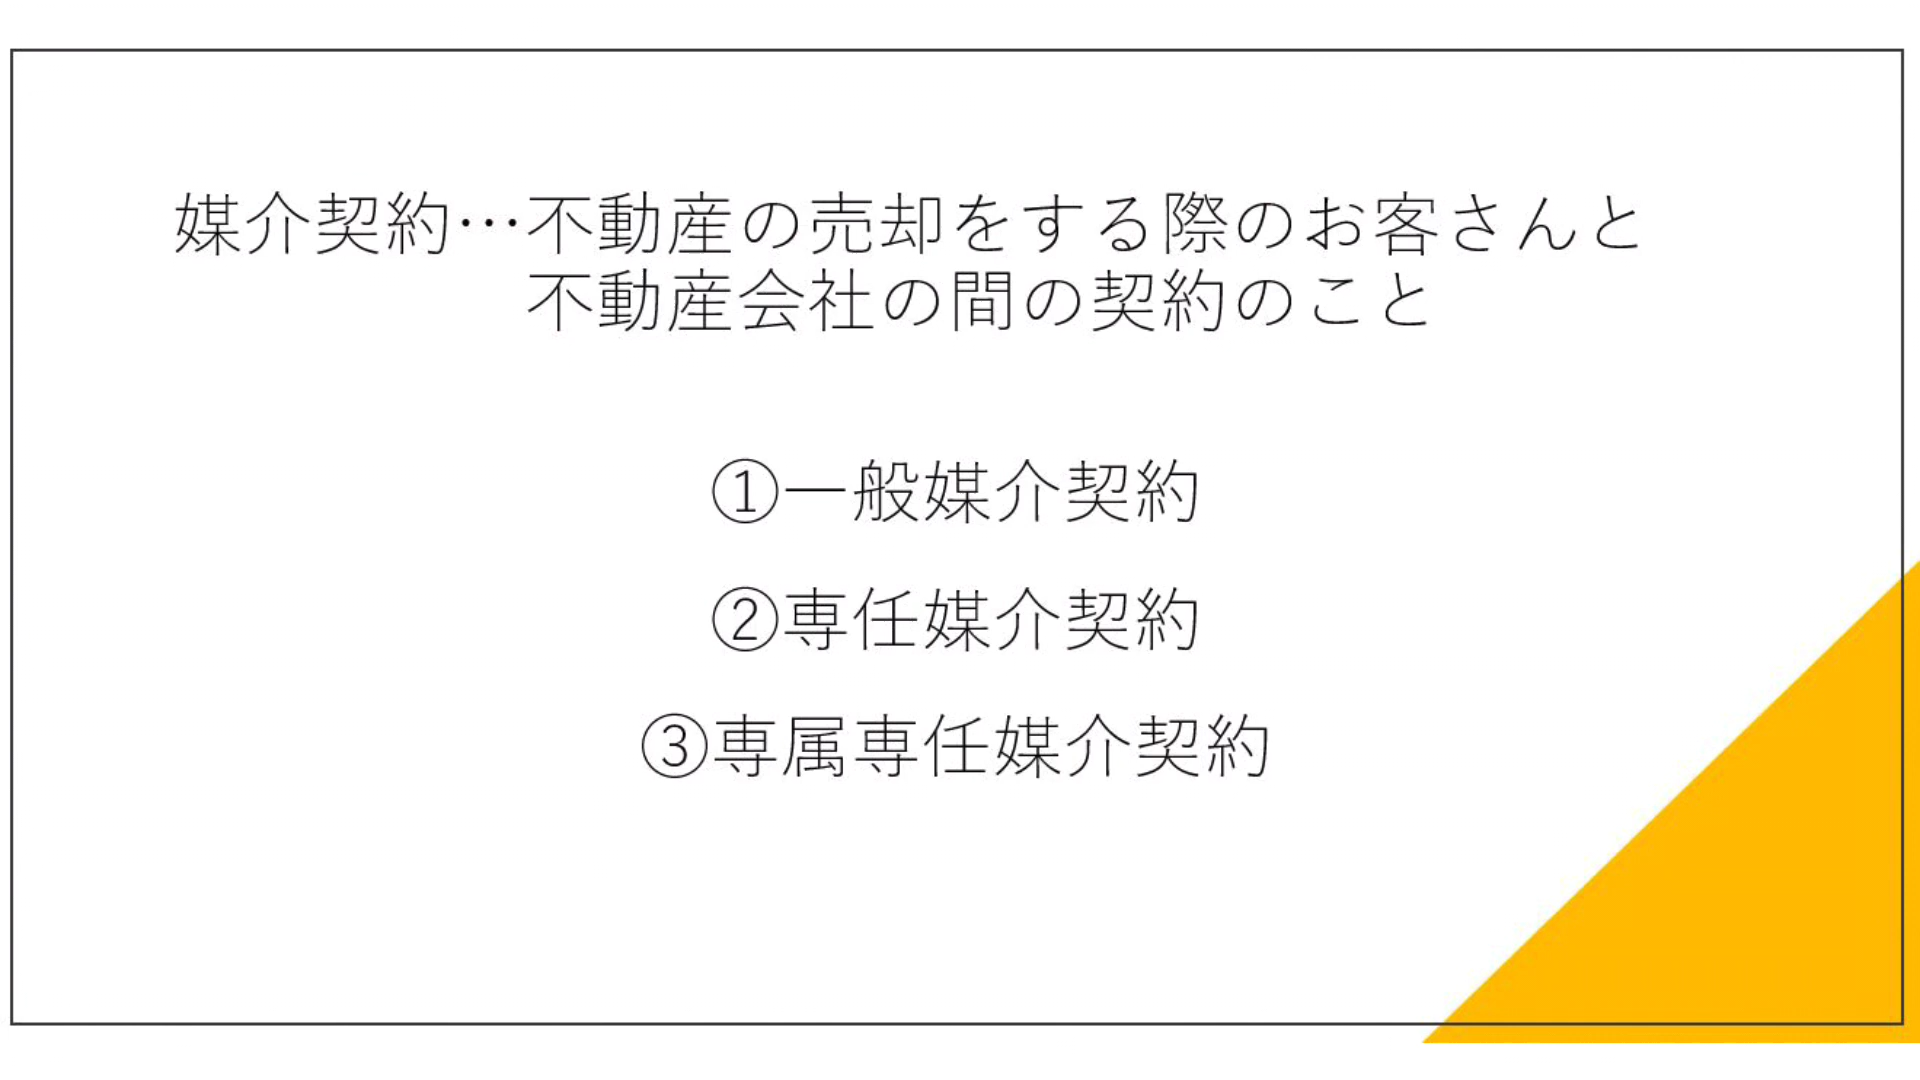 媒介契約…不動産の売却をする際のお客さんと
不動産会社の間の契約のこと
①一般媒介契約
②専任媒介契約
③専属専任媒介契約